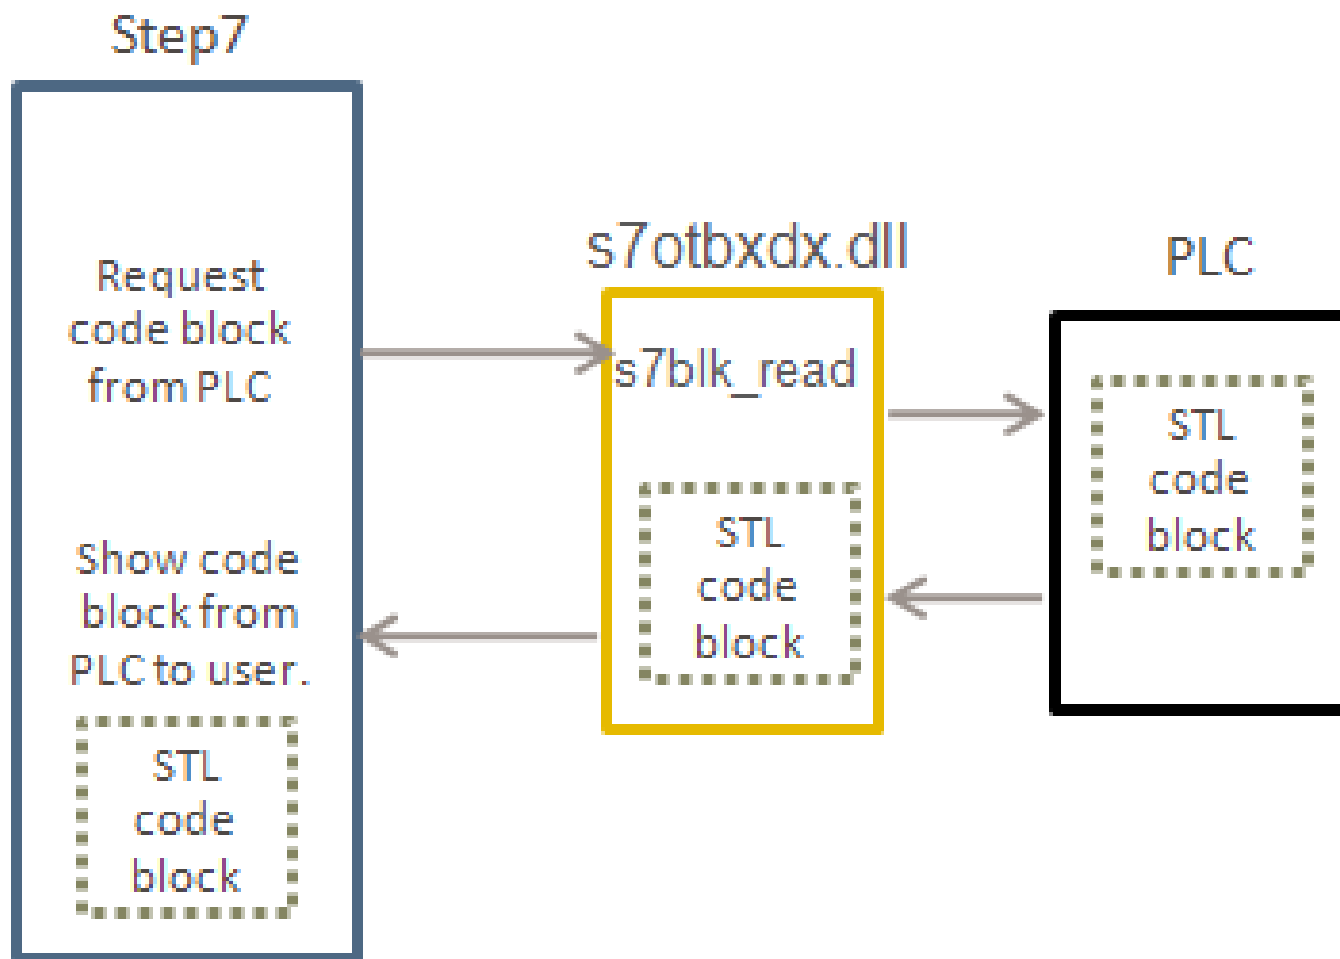 Step7
Request
code block
from PLC
Show code
block from
PLC to user.
STL
code
block
s7otbxdx.dll
s7blk_read
STL
code
block
PLC
STL
code
block